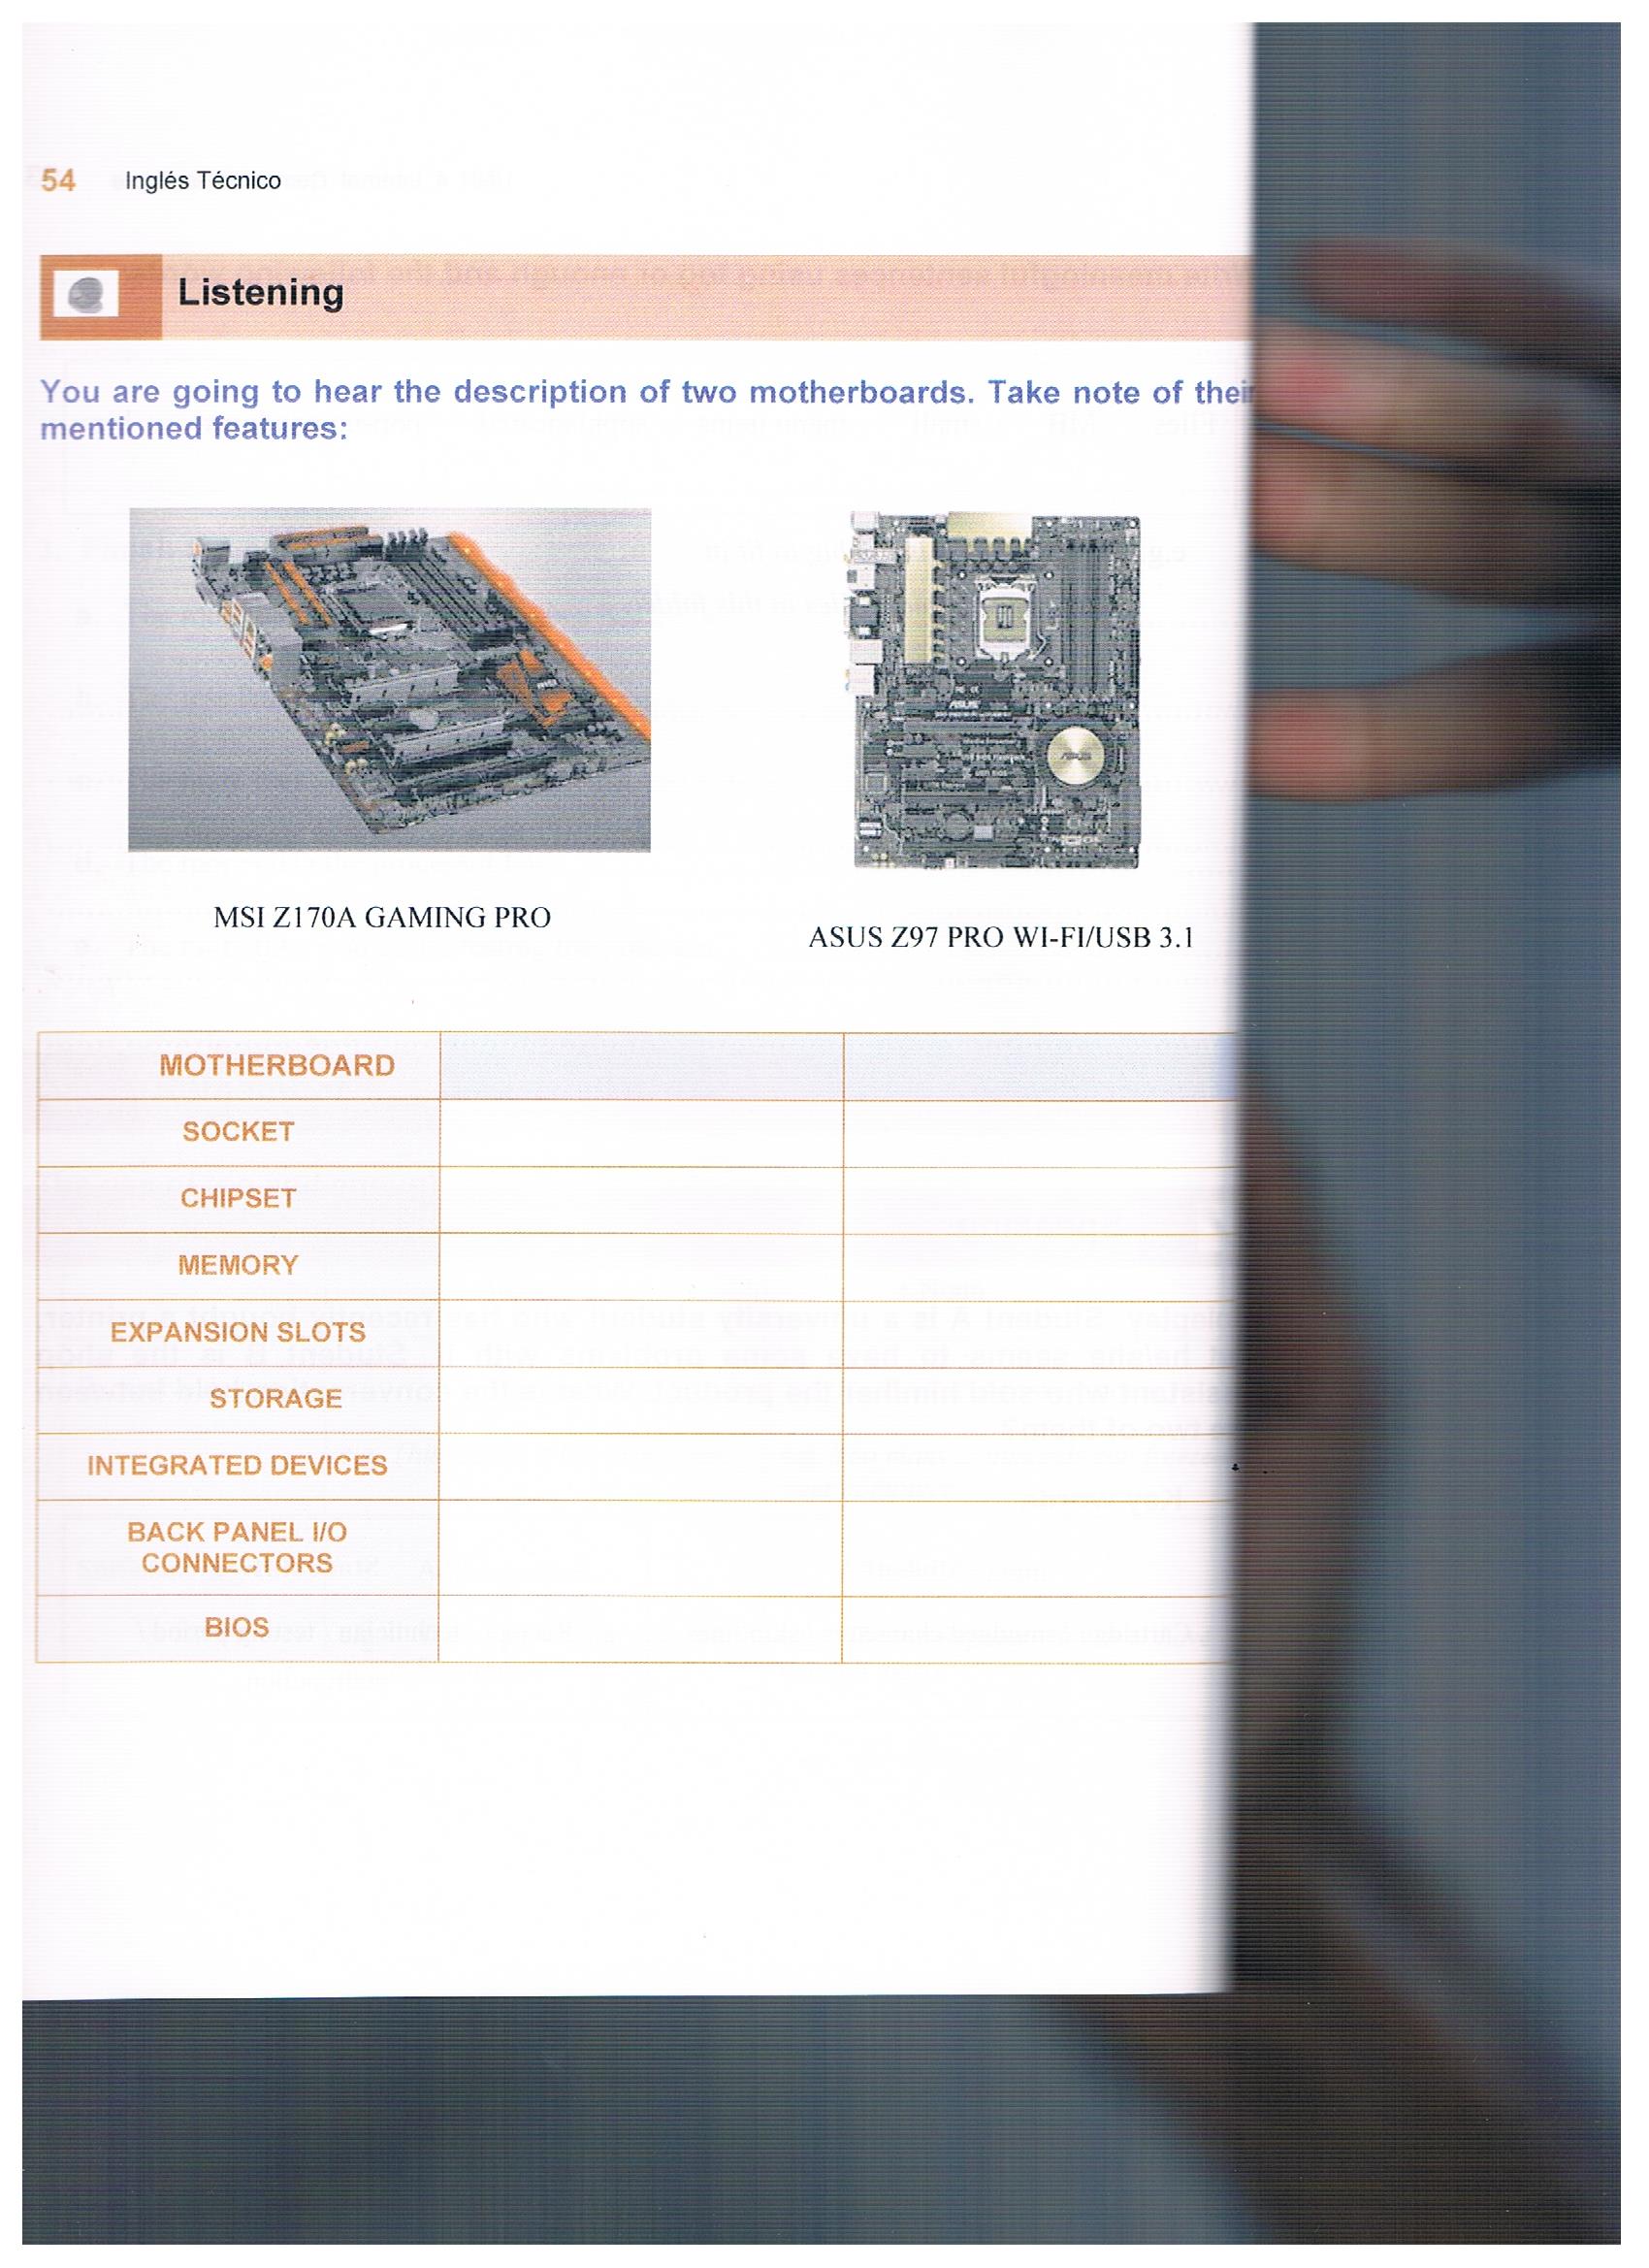 54 Inglés Técnico
Listening
You are going to hear the description of two motherboards. Take note of their
mentioned features:
MSI Z170A GAMING PRO
ASUS Z97 PRO WI-FI/USB 3.1
MOTHERBOARD
SOCKET
CHIPSET
MEMORY
EXPANSION SLOTS
STORAGE
INTEGRATED DEVICES
BACK PANEL I/O
CONNECTORS
BIOS